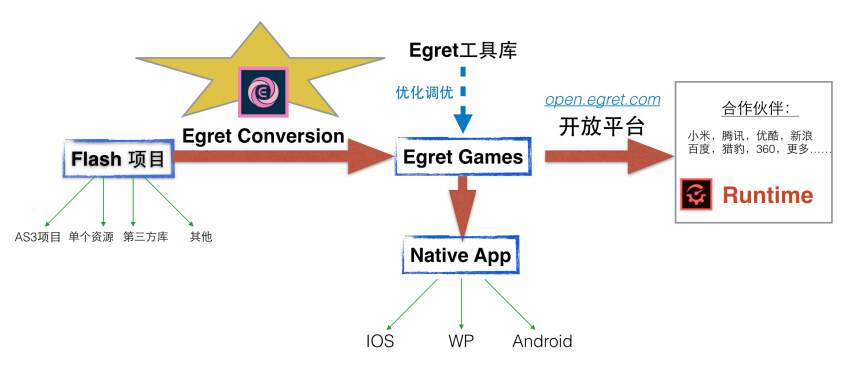 Egret工具库
优化调优
open.egret.com
开放平台
Egret Conversion
Flash 项目
Egret Games
合作伙伴：
小米，腾讯，优酷，新浪
百度，猎豹，360，更多......
Runtime
AS3项目 单个资源 第三方库 其他
Native App
IOS WP Android